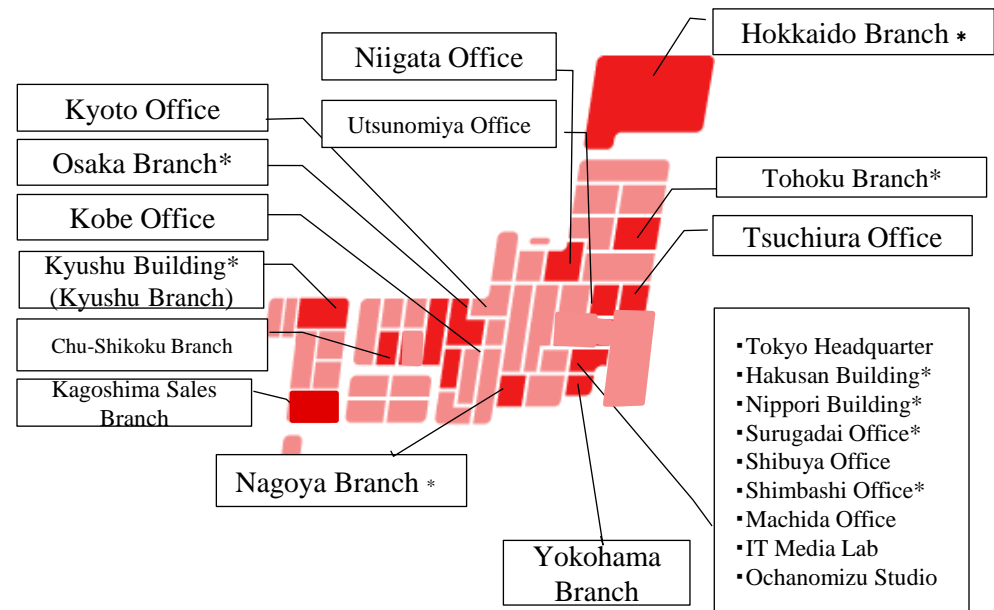 Hokkaido Branch *
Niigata Office
Kyoto Office
Utsunomiya Office
Osaka Branch*
Tohoku Branch*
Kobe Office
Tsuchiura Office
Kyushu Building*
(Kyushu Branch)
Chu-Shikoku Branch
Kagoshima Sales
Branch
▪Tokyo Headquarter
▪Hakusan Building*
▪Nippori Building*
▪Surugadai Office*
▪Shibuya Office
▪Shimbashi Office*
▪Machida Office
▪IT Media Lab
▪Ochanomizu Studio
Nagoya Branch *
Yokohama
Branch